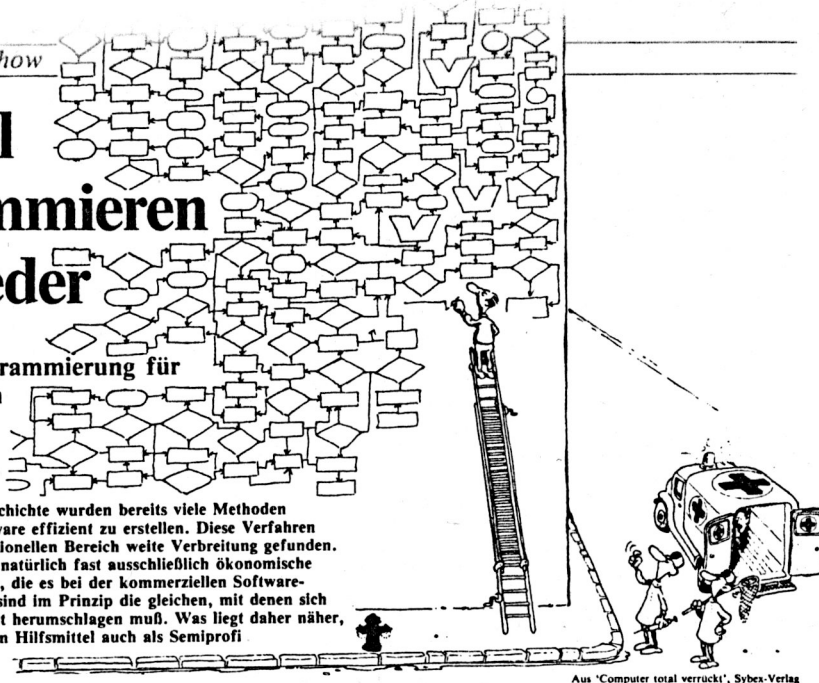 how
l
mmieren
eder
rammierung für
chichte wurden bereits viele Methoden
ware effizient zu erstellen. Diese Verfahren
ionellen Bereich weite Verbreitung gefunden.
natürlich fast ausschließlich ökonomische
, die es bei der kommerziellen Software-
sind im Prinzip die gleichen, mit denen sich
t herumschlagen muß. Was liegt daher näher,
n Hilfsmittel auch als Semiprofi
Aus 'Computer total verrückt', Sybex-Verlag